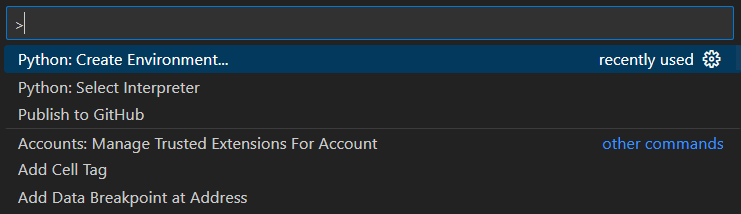 >
Python: Create Environment... recently used
Python: Select Interpreter
Publish to GitHub
Accounts: Manage Trusted Extensions For Account other commands
Add Cell Tag
Add Data Breakpoint at Address